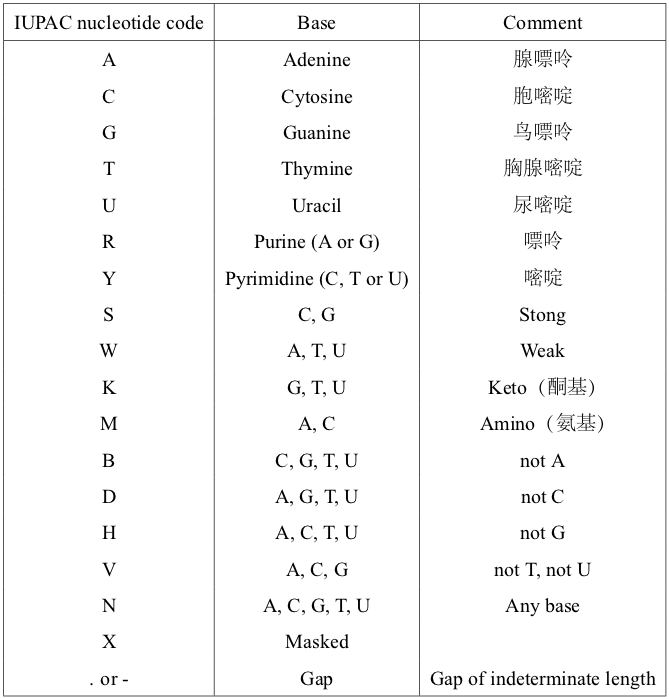 IUPAC nucleotide code Base Comment
A Adenine 腺嘌呤
C Cytosine 胞嘧啶
G Guanine 鸟嘌呤
T Thymine 胸腺嘧啶
U Uracil 尿嘧啶
R Purine (A or G) 嘌呤
Y Pyrimidine (C, T or U) 嘧啶
S C, G Stong
W A, T, U Weak
K G, T, U Keto（酮基）
M A, C Amino（氨基）
B C, G, T, U not A
D A, G, T, U not C
H A, C, T, U not G
V A, C, G not T, not U
N A, C, G, T, U Any base
X Masked
. or - Gap Gap of indeterminate length